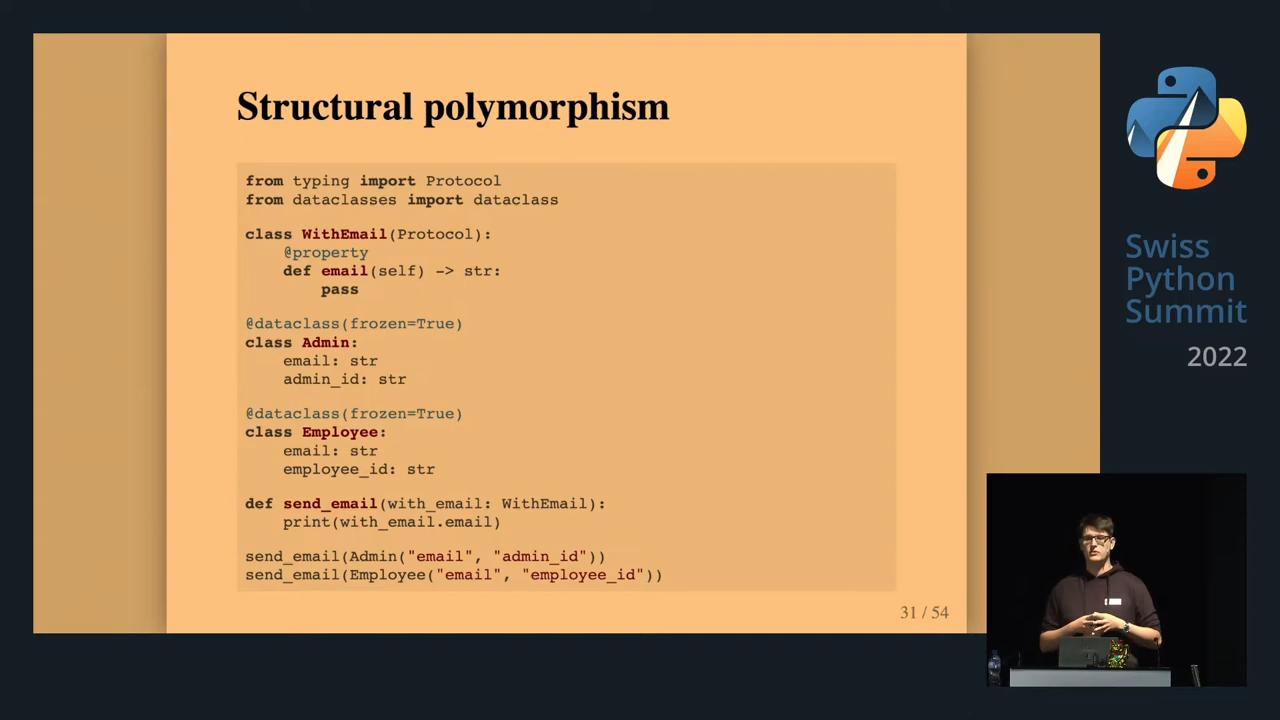 Structural polymorphism
from typing import Protocol
from dataclasses import dataclass
class WithEmail(Protocol):
    @property
    def email(self) -> str:
        pass
@dataclass(frozen=True)
class Admin:
    email: str
    admin_id: str
@dataclass(frozen=True)
class Employee:
    email: str
    employee_id: str
def send_email(with_email: WithEmail):
    print(with_email.email)
send_email(Admin("email", "admin_id"))
send_email(Employee("email", "employee_id"))
31 / 54
Swiss
Python
Summit
2022